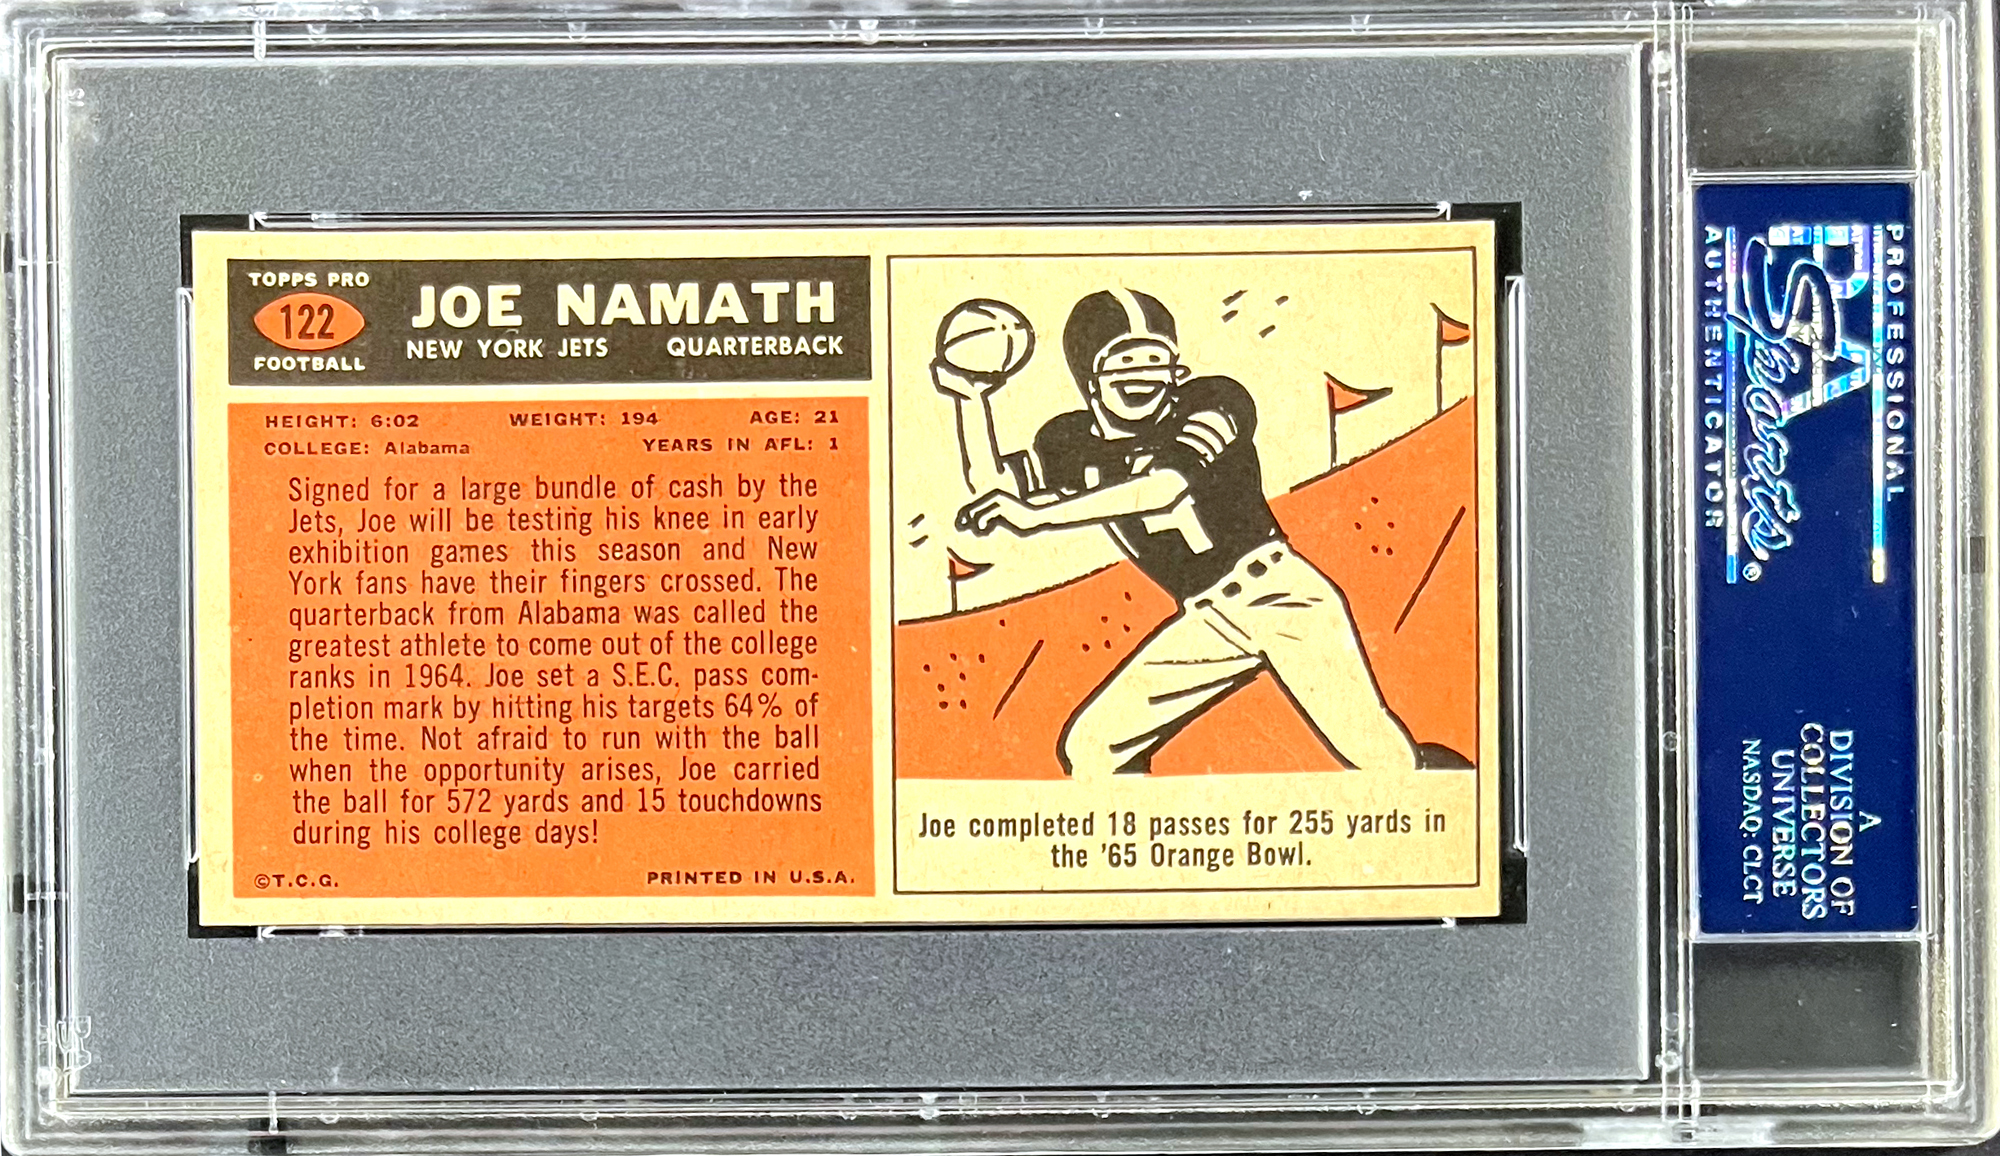 TOPPS PRO
122
FOOTBALL
JOE NAMATH
NEW YORK JETS QUARTERBACK
HEIGHT: 6:02 WEIGHT: 194 AGE: 21
COLLEGE: Alabama YEARS IN AFL: 1
Signed for a large bundle of cash by the
Jets, Joe will be testing his knee in early
exhibition games this season and New
York fans have their fingers crossed. The
quarterback from Alabama was called the
greatest athlete to come out of the college
ranks in 1964. Joe set a S.E.C. pass com-
pletion mark by hitting his targets 64% of
the time. Not afraid to run with the ball
when the opportunity arises, Joe carried
the ball for 572 yards and 15 touchdowns
during his college days!
©T.C.G. PRINTED IN U.S.A.
Joe completed 18 passes for 255 yards in
the '65 Orange Bowl.
PROFESSIONAL
PSA
Sports®
AUTHENTICATOR
A
DIVISION OF
COLLECTORS
UNIVERSE
NASDAQ: CLCT
PSA